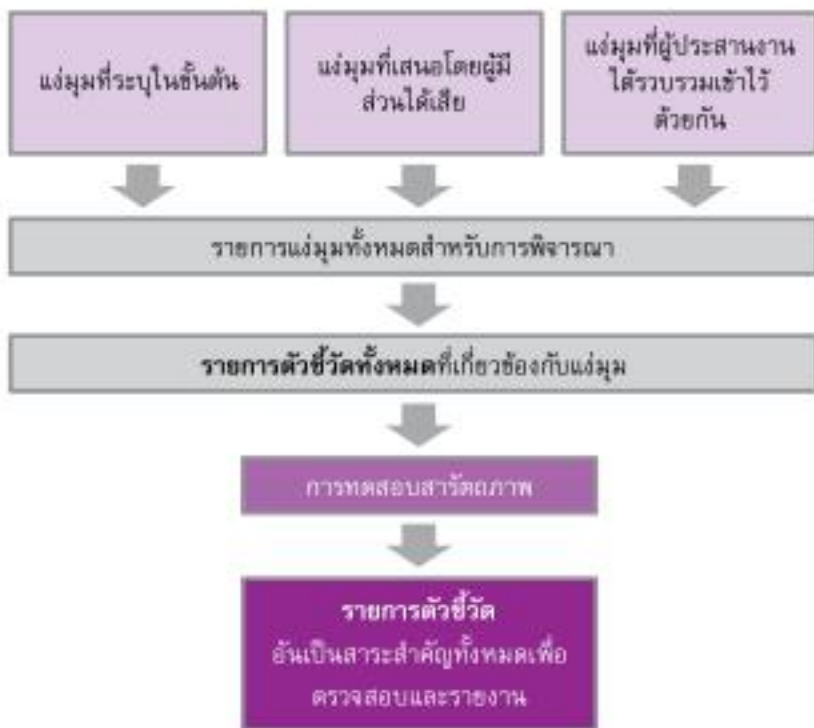 แง่มุมที่ระบุในขั้นต้น
แง่มุมที่เสนอโดยผู้มี
ส่วนได้เสีย
แง่มุมที่ผู้ประสานงาน
ได้รวบรวมเข้าไว้
ด้วยกัน
รายการแง่มุมทั้งหมดสำหรับการพิจารณา
รายการตัวชี้วัดทั้งหมดที่เกี่ยวข้องกับแง่มุม
การทดสอบสารัตถภาพ
รายการตัวชี้วัด
อันเป็นสาระสำคัญทั้งหมดเพื่อ
ตรวจสอบและรายงาน